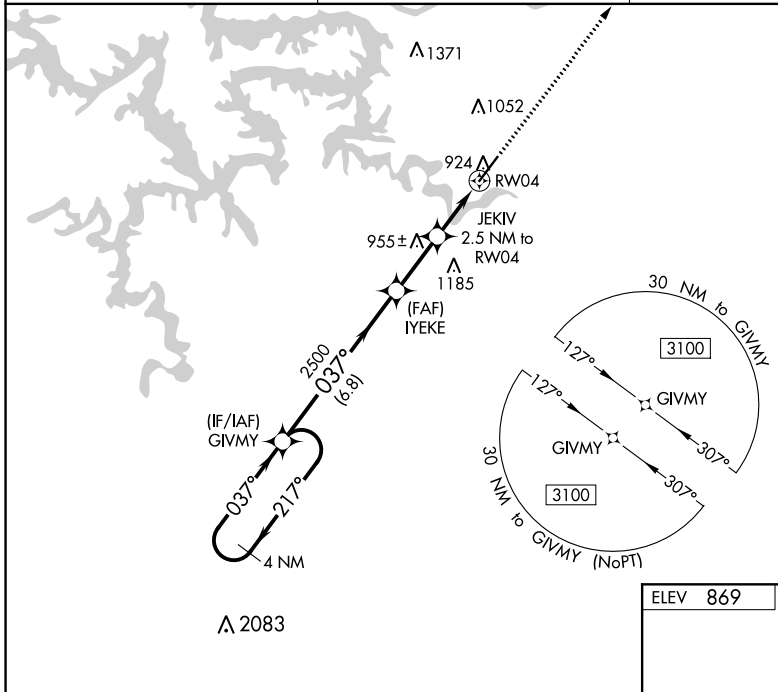 1371
1052
924
RW04
JEKIV
2.5 NM to
RW04
955±
1185
(FAF)
IYEKE
2500
037°
(6.8)
(IF/IAF)
GIVMY
037°
217°
4 NM
2083
30 NM to GIVMY
3100
127°
GIVMY
307°
127°
GIVMY
307°
3100
30 NM to GIVMY (NoPT)
ELEV 869